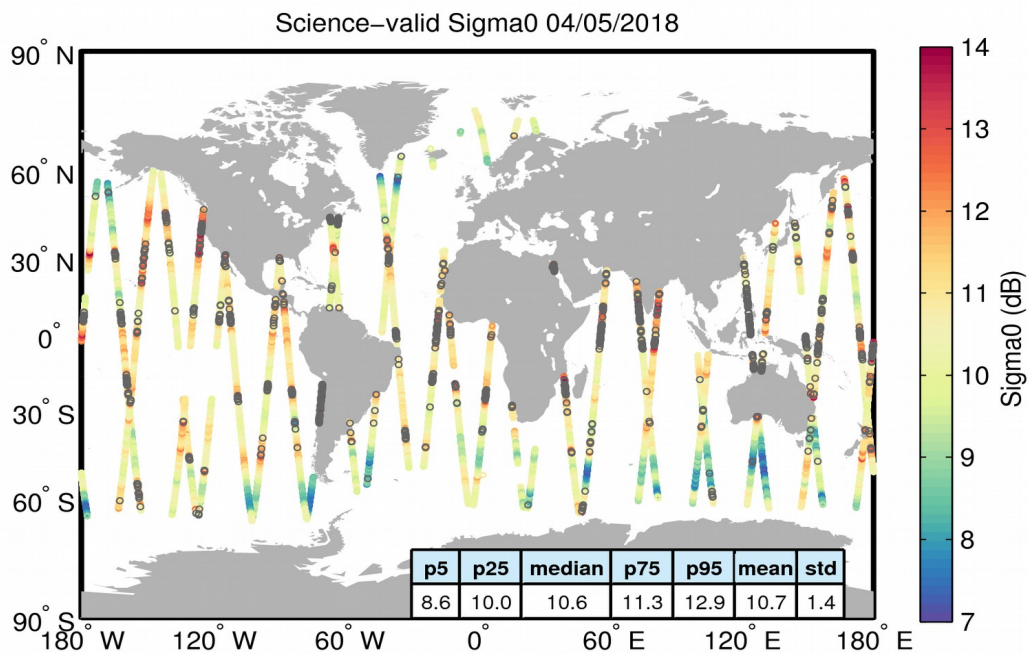 Science−valid Sigma0 04/05/2018
90° N
60° N
30° N
0°
30° S
60° S
90° S
180° W
120° W
60° W
0°
60° E
120° E
180° E
p5 p25 median p75 p95 mean std
8.6 10.0 10.6 11.3 12.9 10.7 1.4
14
13
12
11
10
9
8
7
Sigma0 (dB)